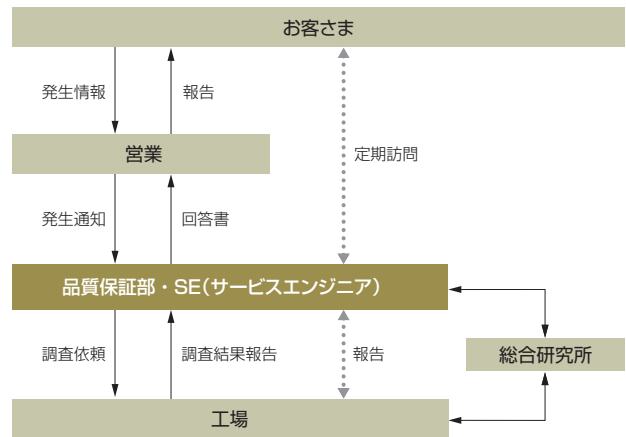 お客さま
発生情報
報告
定期訪問
営業
発生通知
回答書
品質保証部・SE（サービスエンジニア）
調査依頼
調査結果報告
報告
総合研究所
工場